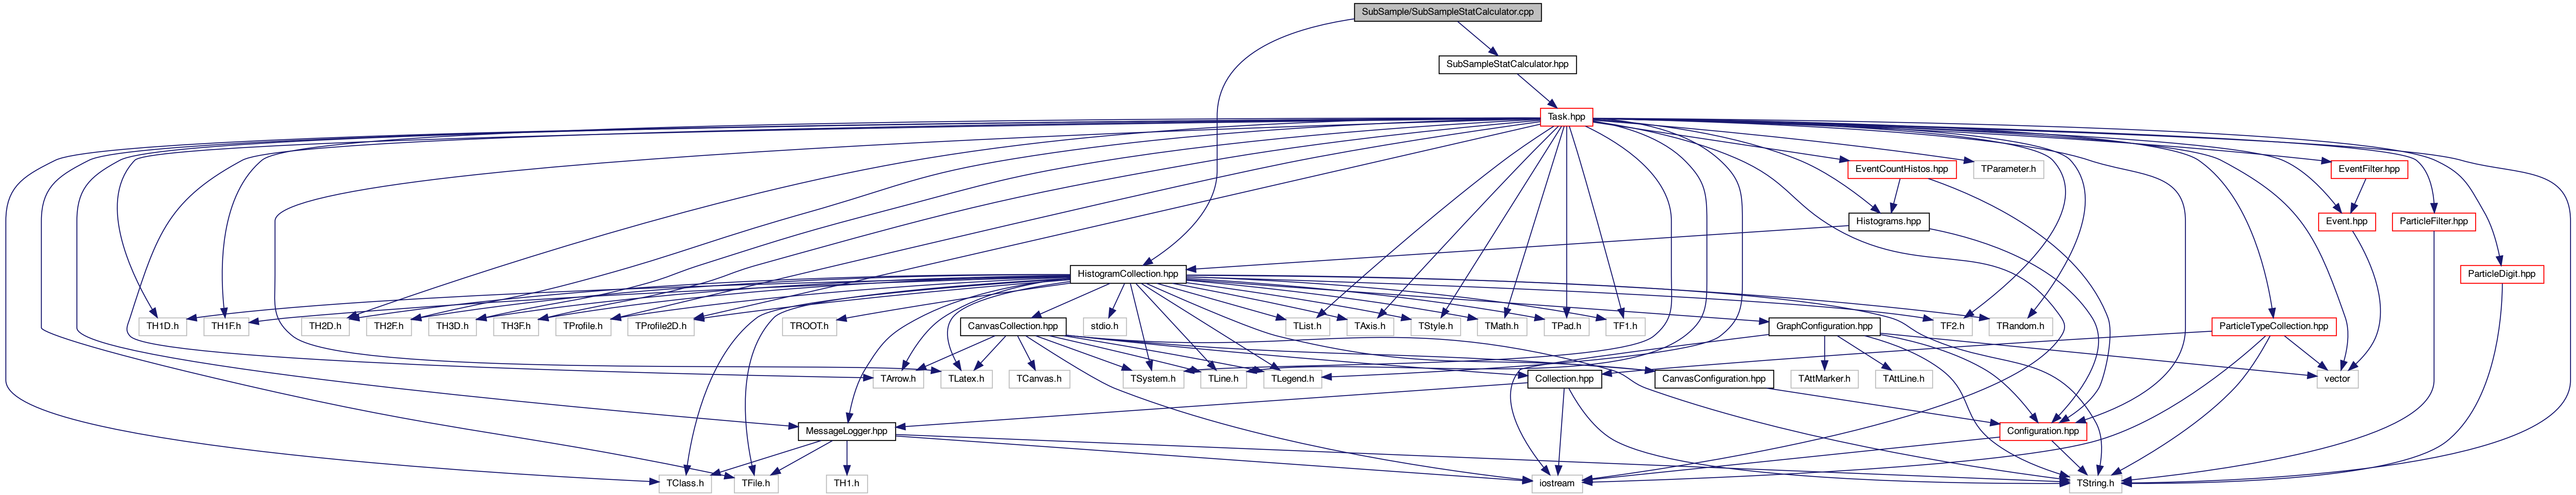 SubSample/SubSampleStatCalculator.cpp
SubSampleStatCalculator.hpp
Task.hpp
EventCountHistos.hpp
TParameter.h
EventFilter.hpp
Histograms.hpp
Event.hpp
ParticleFilter.hpp
HistogramCollection.hpp
ParticleDigit.hpp
TH1D.h
TH1F.h
TH2D.h
TH2F.h
TH3D.h
TH3F.h
TProfile.h
TProfile2D.h
TROOT.h
CanvasCollection.hpp
stdio.h
TList.h
TAxis.h
TStyle.h
TMath.h
TPad.h
TF1.h
GraphConfiguration.hpp
TF2.h
TRandom.h
ParticleTypeCollection.hpp
TArrow.h
TLatex.h
TCanvas.h
TSystem.h
TLine.h
TLegend.h
Collection.hpp
CanvasConfiguration.hpp
TAttMarker.h
TAttLine.h
vector
MessageLogger.hpp
Configuration.hpp
TClass.h
TFile.h
TH1.h
iostream
TString.h